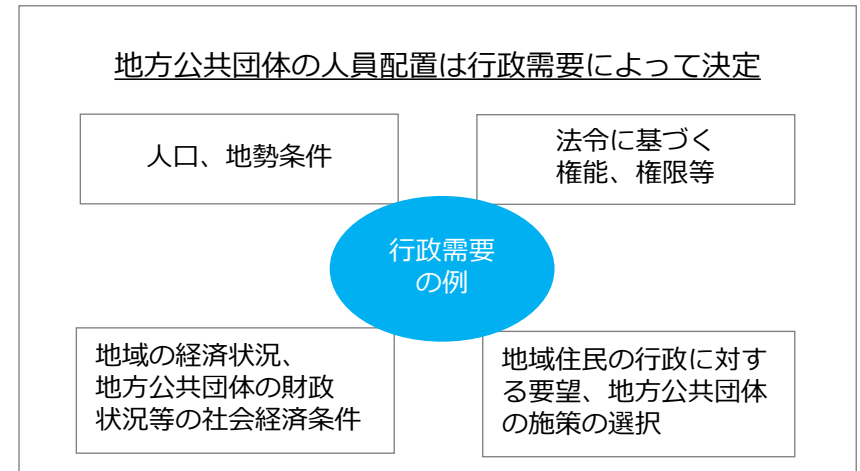 地方公共団体の人員配置は行政需要によって決定
人口、地勢条件
法令に基づく
権能、権限等
行政需要
の例
地域の経済状況、
地方公共団体の財政
状況等の社会経済条件
地域住民の行政に対す
る要望、地方公共団体
の施策の選択